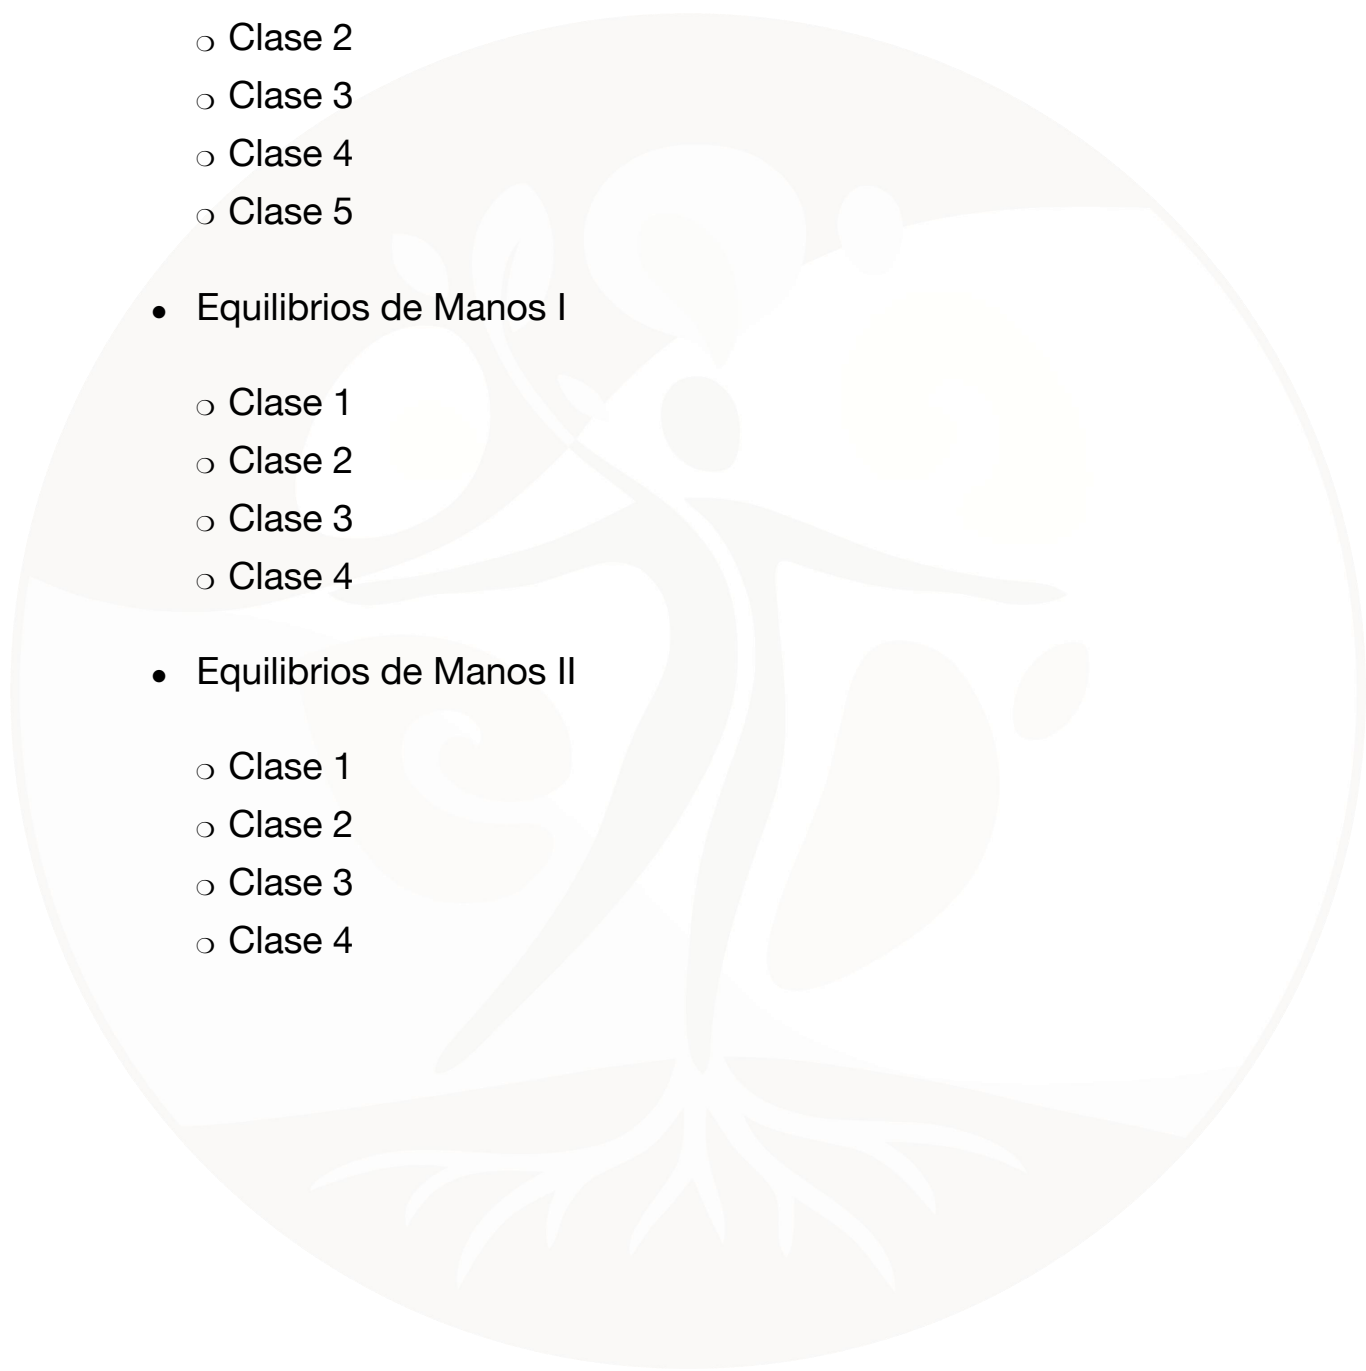 ❍ Clase 2
❍ Clase 3
❍ Clase 4
❍ Clase 5
● Equilibrios de Manos I
❍ Clase 1
❍ Clase 2
❍ Clase 3
❍ Clase 4
● Equilibrios de Manos II
❍ Clase 1
❍ Clase 2
❍ Clase 3
❍ Clase 4